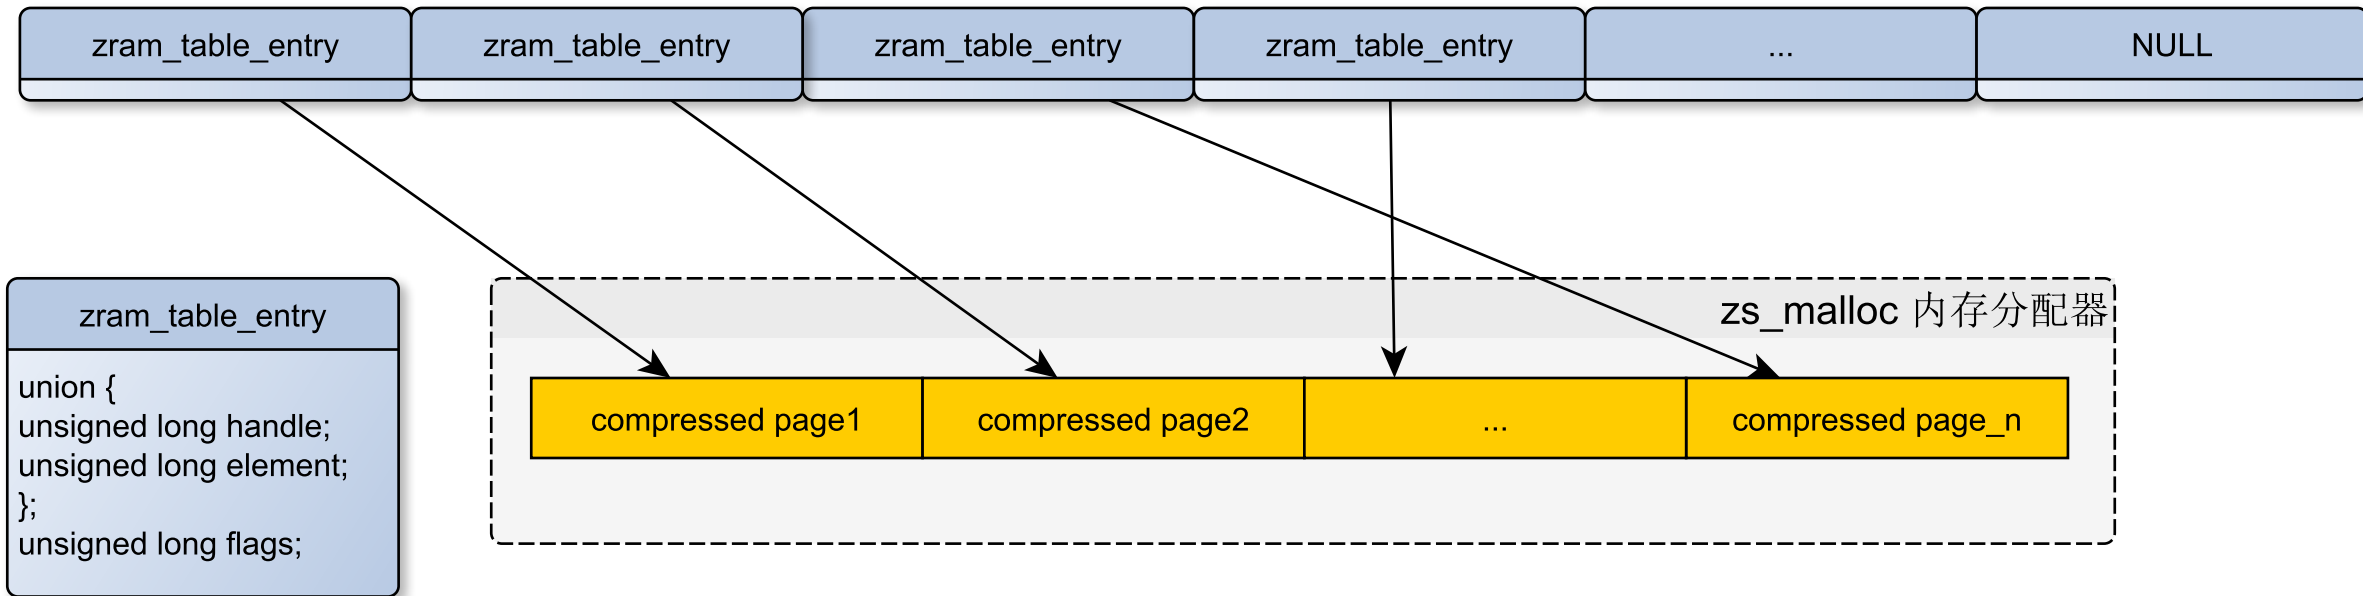 zram_table_entry
zram_table_entry
zram_table_entry
zram_table_entry
...
NULL
zram_table_entry
union {
unsigned long handle;
unsigned long element;
};
unsigned long flags;
zs_malloc 内存分配器
compressed page1
compressed page2
...
compressed page_n